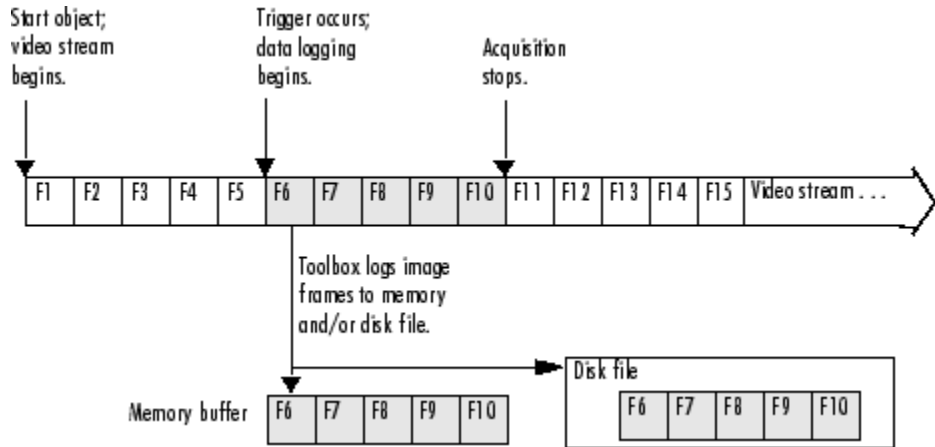 Start object;
video stream
begins.
Trigger occurs;
data logging
begins.
Acquisition
stops.
F1 F2 F3 F4 F5 F6 F7 F8 F9 F10 F11 F12 F13 F14 F15 Video stream . . .
Toolbox logs image
frames to memory
and/or disk file.
Disk file
Memory buffer F6 F7 F8 F9 F10
F6 F7 F8 F9 F10